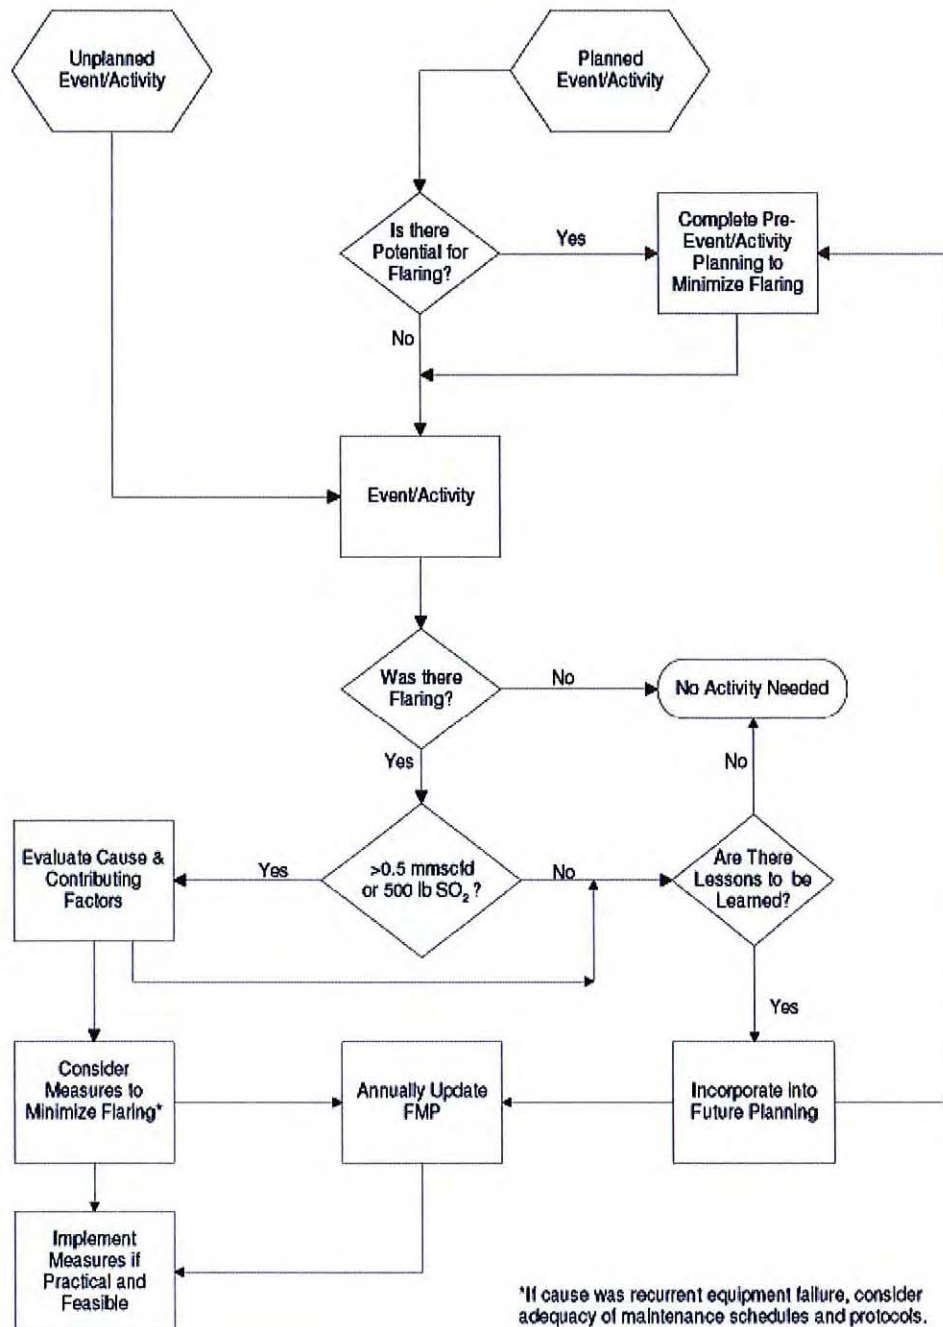 Unplanned
Event/Activity
Planned
Event/Activity
Is there
Potential for
Flaring?
Yes
Complete Pre-
Event/Activity
Planning to
Minimize Flaring
No
Event/Activity
Was there
Flaring?
No
No Activity Needed
Yes
No
Evaluate Cause &
Contributing
Factors
Yes
>0.5 mmscfd
or 500 lb SO₂ ?
No
Are There
Lessons to be
Learned?
Yes
Consider
Measures to
Minimize Flaring*
Annually Update
FMP
Incorporate into
Future Planning
Implement
Measures if
Practical and
Feasible
*If cause was recurrent equipment failure, consider
adequacy of maintenance schedules and protocols.